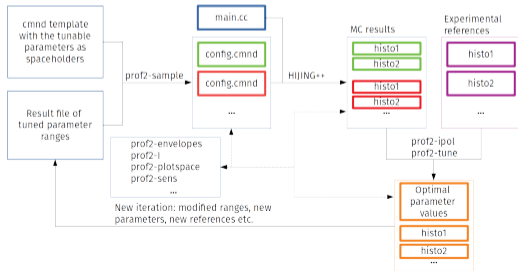 cmnd template
with the tunable
parameters as
spaceholders
Result file of
tuned parameter
ranges
prof2-sample
main.cc
config.cmnd
config.cmnd
...
HIJING++
MC results
histo1
histo2
histo1
histo2
...
Experimental
references
histo1
histo2
...
prof2-envelopes
prof2-I
prof2-plotspace
prof2-sens
...
prof2-ipol
prof2-tune
New iteration: modified ranges, new
parameters, new references etc.
Optimal
parameter
values
histo1
histo2
...